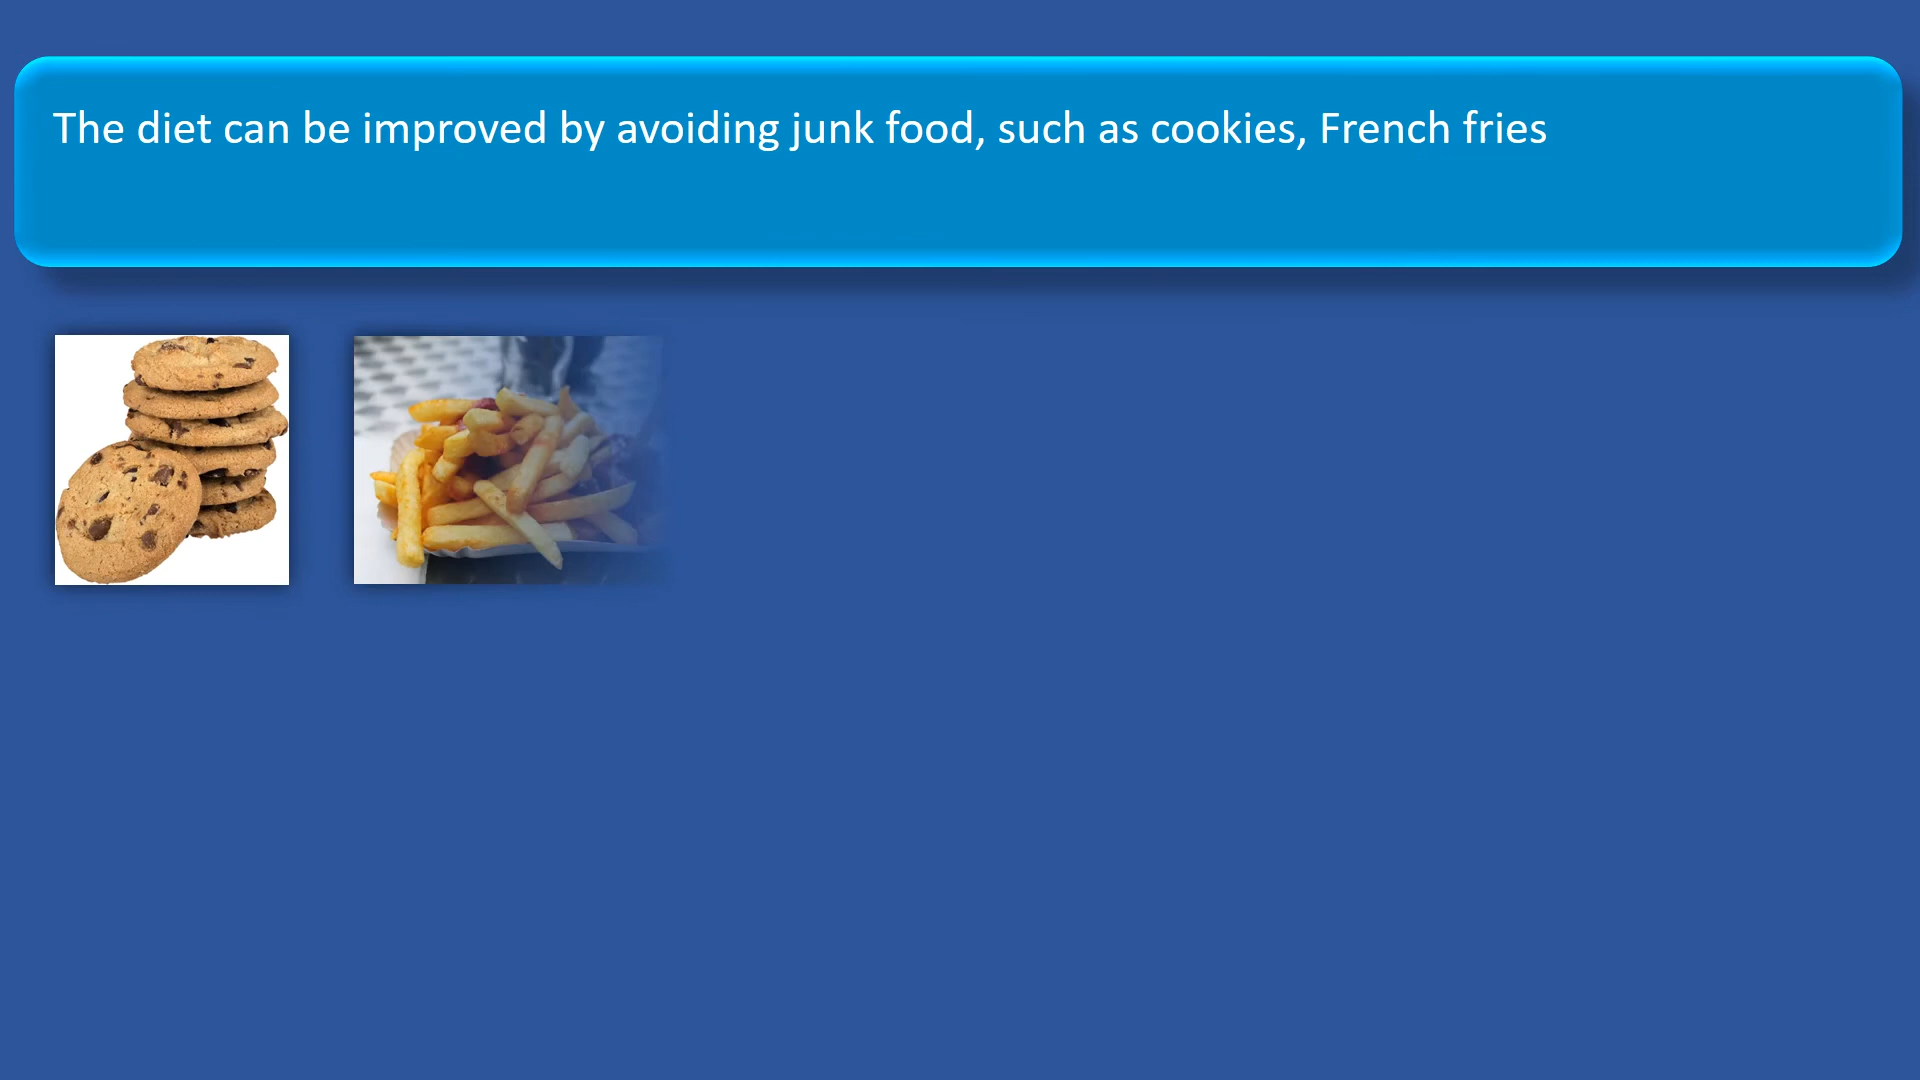 The diet can be improved by avoiding junk food, such as cookies, French fries